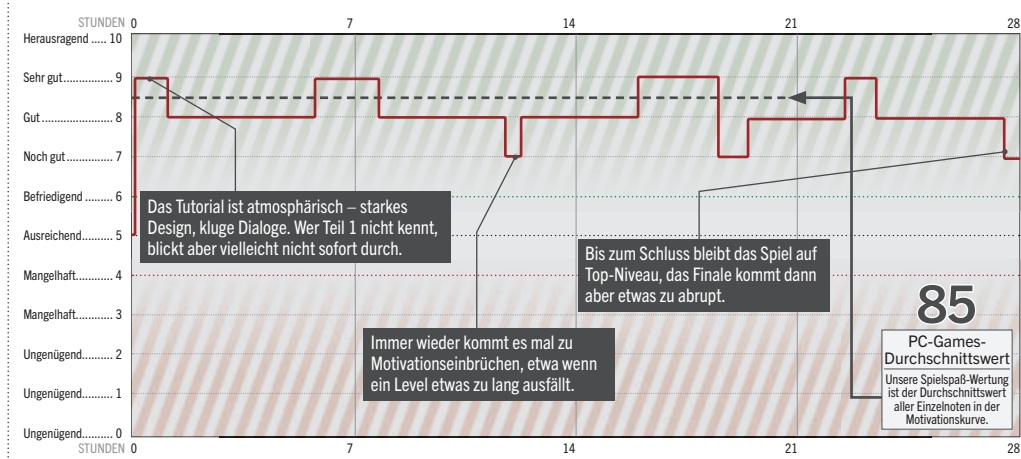 STUNDEN 0 7 14 21 28
Herausragend ..... 10
Sehr gut ............... 9
Gut ....................... 8
Noch gut .............. 7
Befriedigend ........ 6
Ausreichend ......... 5
Mangelhaft........... 4
Mangelhaft........... 3
Ungenügend......... 2
Ungenügend......... 1
Ungenügend......... 0
STUNDEN 0 7 14 21 28
Das Tutorial ist atmosphärisch – starkes
Design, kluge Dialoge. Wer Teil 1 nicht kennt,
blickt aber vielleicht nicht sofort durch.
Immer wieder kommt es mal zu
Motivationseinbrüchen, etwa wenn
ein Level etwas zu lang ausfällt.
Bis zum Schluss bleibt das Spiel auf
Top-Niveau, das Finale kommt dann
aber etwas zu abrupt.
85
PC-Games-
Durchschnittswert
Unsere Spielspaß-Wertung
ist der Durchschnittswert
aller Einzelnoten in der
Motivationskurve.